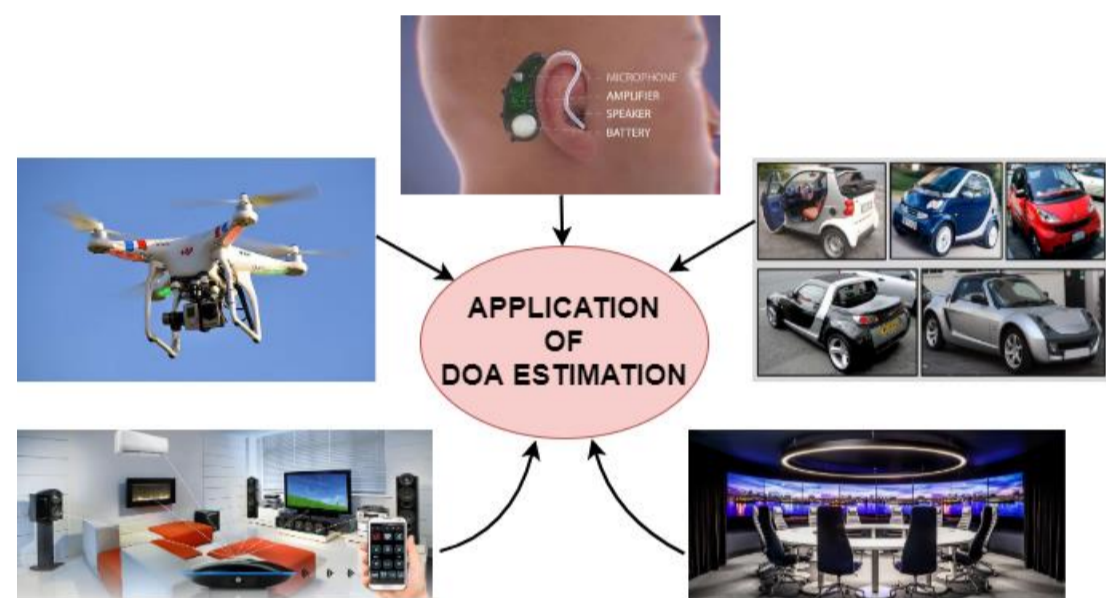 MICROPHONE
AMPLIFIER
SPEAKER
BATTERY
APPLICATION
OF
DOA ESTIMATION